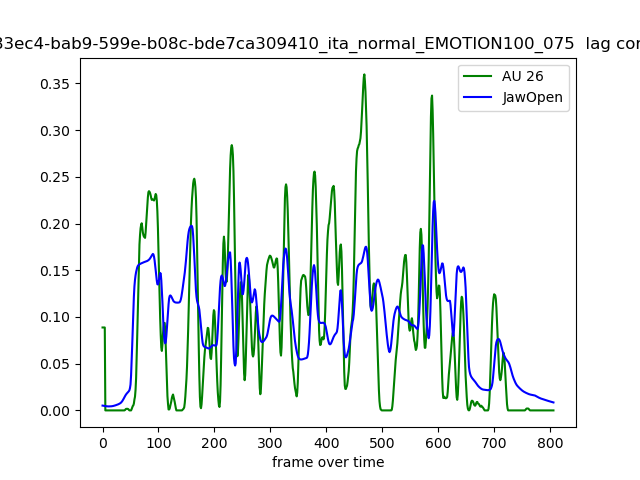 33ec4-bab9-599e-b08c-bde7ca309410_ita_normal_EMOTION100_075 lag cor
AU 26
JawOpen
0.35
0.30
0.25
0.20
0.15
0.10
0.05
0.00
0 100 200 300 400 500 600 700 800
frame over time